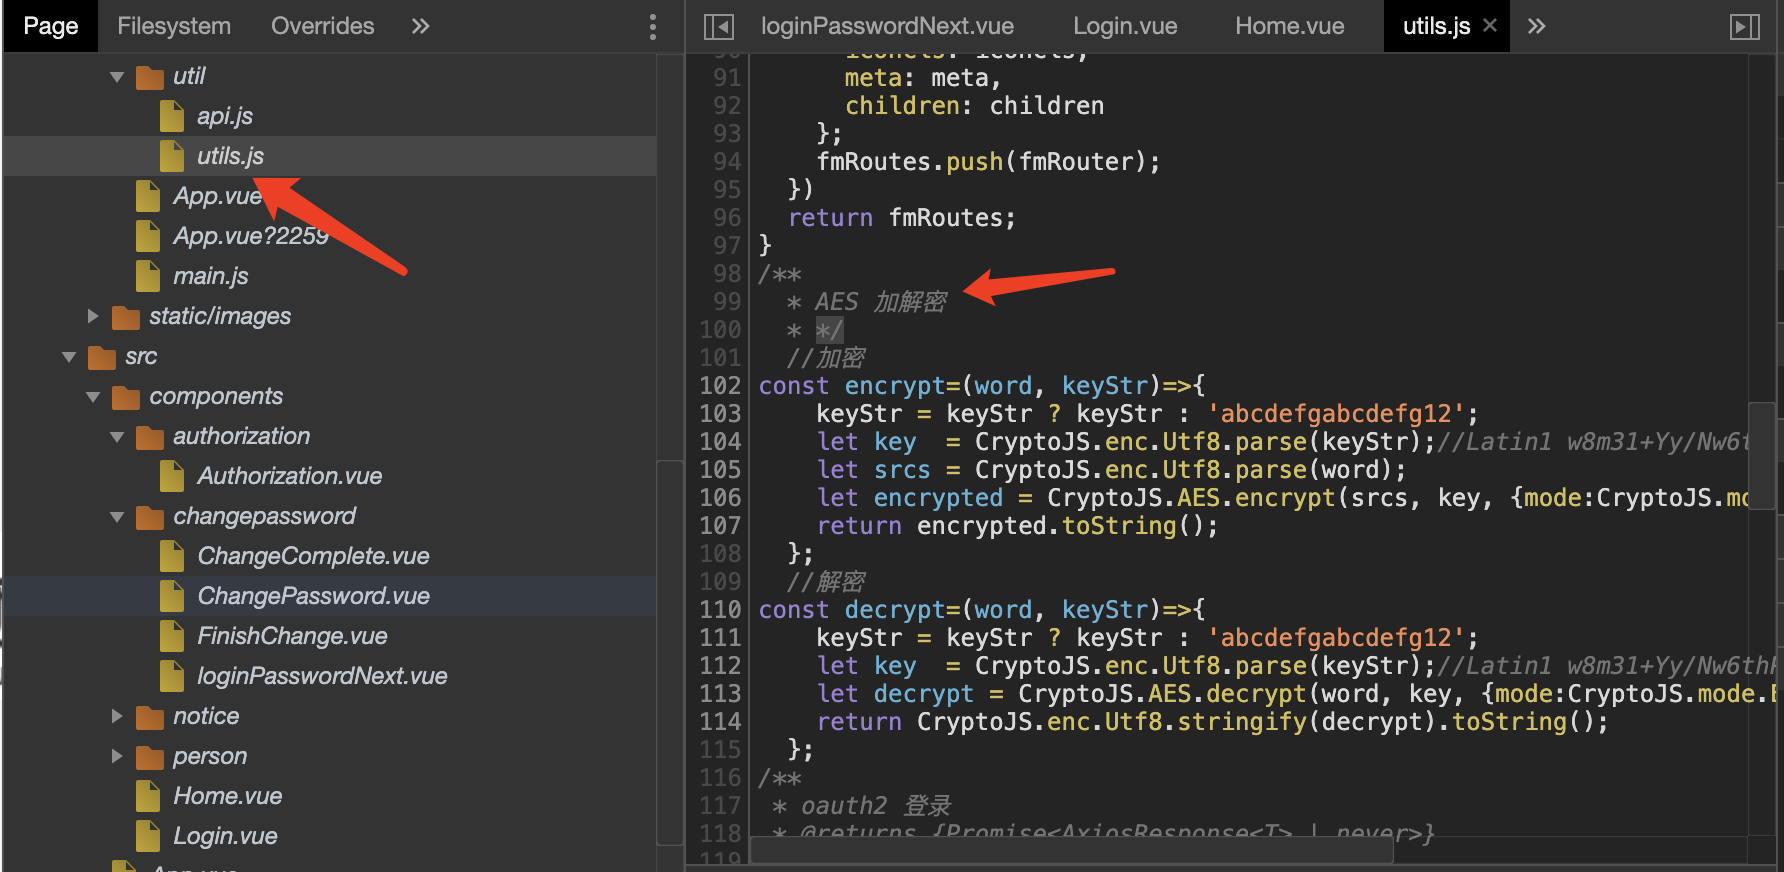 Page Filesystem Overrides »
util
api.js
utils.js
App.vue
App.vue?2259
main.js
static/images
src
components
authorization
Authorization.vue
changepassword
ChangeComplete.vue
ChangePassword.vue
FinishChange.vue
loginPasswordNext.vue
notice
person
Home.vue
Login.vue
App.vue
loginPasswordNext.vue Login.vue Home.vue utils.js × »
90 iconCls: iconCls,
91 meta: meta,
92 children: children
93 };
94 fmRoutes.push(fmRouter);
95 })
96 return fmRoutes;
97 }
98 /**
99 * AES 加解密
100 * */
101 //加密
102 const encrypt=(word, keyStr)=>{
103 keyStr = keyStr ? keyStr : 'abcdefgabcdefg12';
104 let key  = CryptoJS.enc.Utf8.parse(keyStr);//Latin1 w8m31+Yy/Nw6t
105 let srcs = CryptoJS.enc.Utf8.parse(word);
106 let encrypted = CryptoJS.AES.encrypt(srcs, key, {mode:CryptoJS.mo
107 return encrypted.toString();
108 };
109 //解密
110 const decrypt=(word, keyStr)=>{
111 keyStr = keyStr ? keyStr : 'abcdefgabcdefg12';
112 let key  = CryptoJS.enc.Utf8.parse(keyStr);//Latin1 w8m31+Yy/Nw6th
113 let decrypt = CryptoJS.AES.decrypt(word, key, {mode:CryptoJS.mode.E
114 return CryptoJS.enc.Utf8.stringify(decrypt).toString();
115 };
116 /**
117 * oauth2 登录
118 * @returns {Promise<AxiosResponse<T> | never>}
119